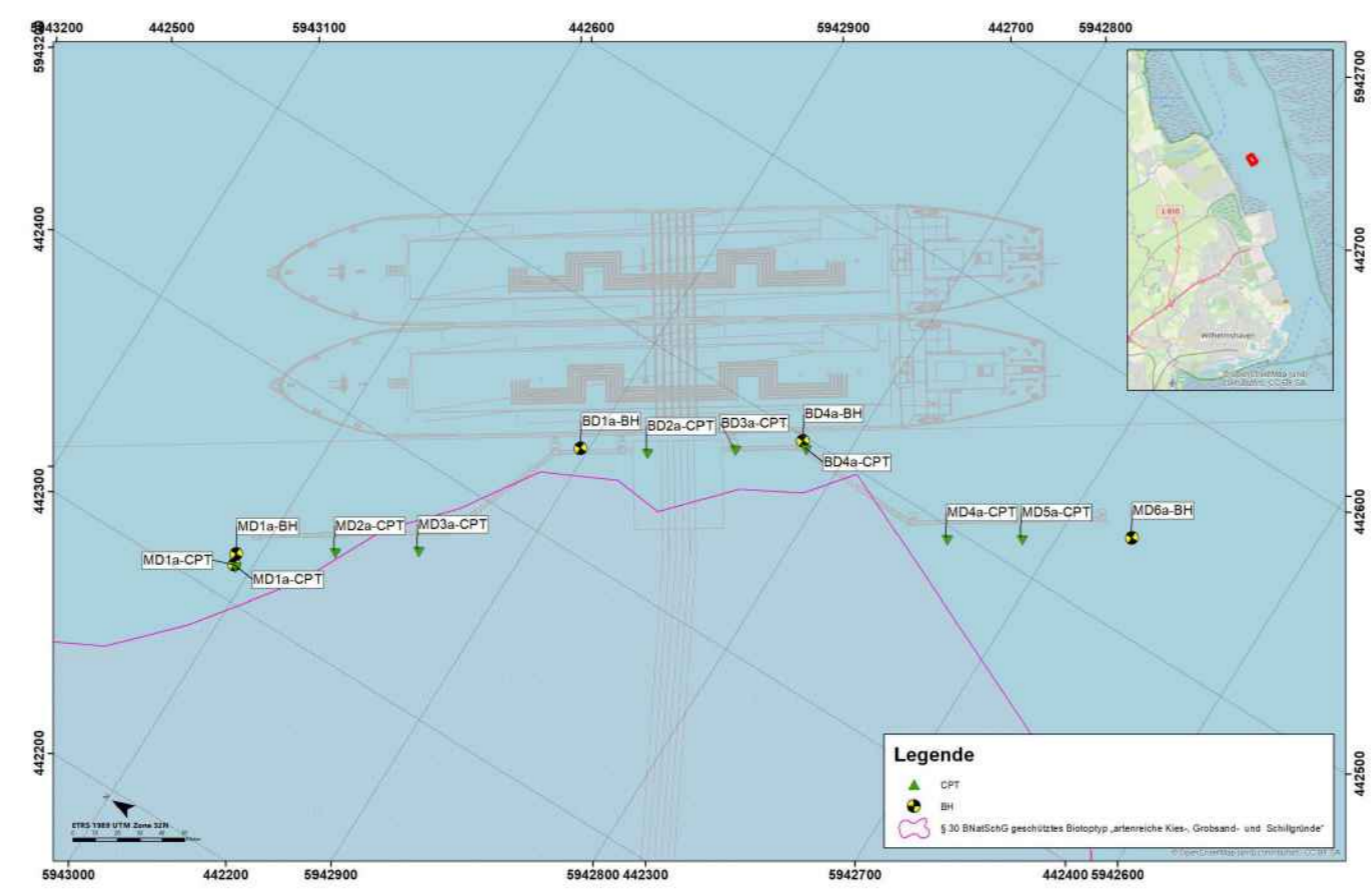 5943200
442500
5943100
442600
5942900
442700
5942800
5943200
442400
442300
442200
5942700
442700
442600
442500
Wilhelmshaven
BD1a-BH
BD2a-CPT
BD3a-CPT
BD4a-BH
BD4a-CPT
MD1a-BH
MD2a-CPT
MD3a-CPT
MD4a-CPT
MD5a-CPT
MD6a-BH
MD1a-CPT
MD1a-CPT
Legende
CPT
BH
§ 30 BNatSchG geschütztes Biotoptyp „artenreiche Kies-, Grobsand- und Schillgründe"
ETRS 1989 UTM Zone 32N
5943000
442200
5942900
5942800
442300
5942700
442400
5942600